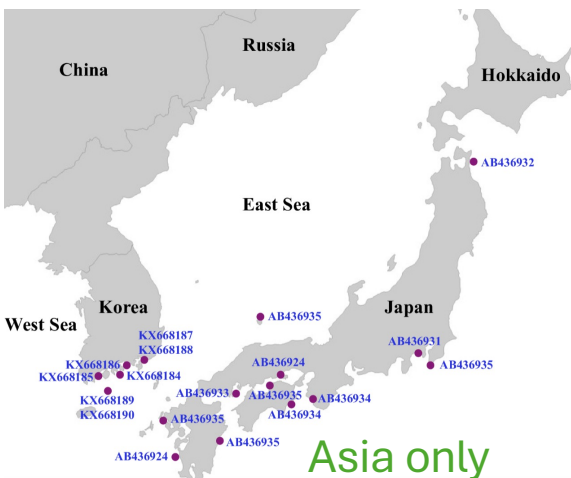 Russia
China
Hokkaido
AB436932
East Sea
Korea
AB436935
Japan
West Sea
KX668187
KX668188
AB436931
KX668186
AB436924
AB436935
KX668185
KX668184
AB436933
AB436935
AB436934
KX668189
AB436934
KX668190
AB436935
AB436935
AB436924
Asia only